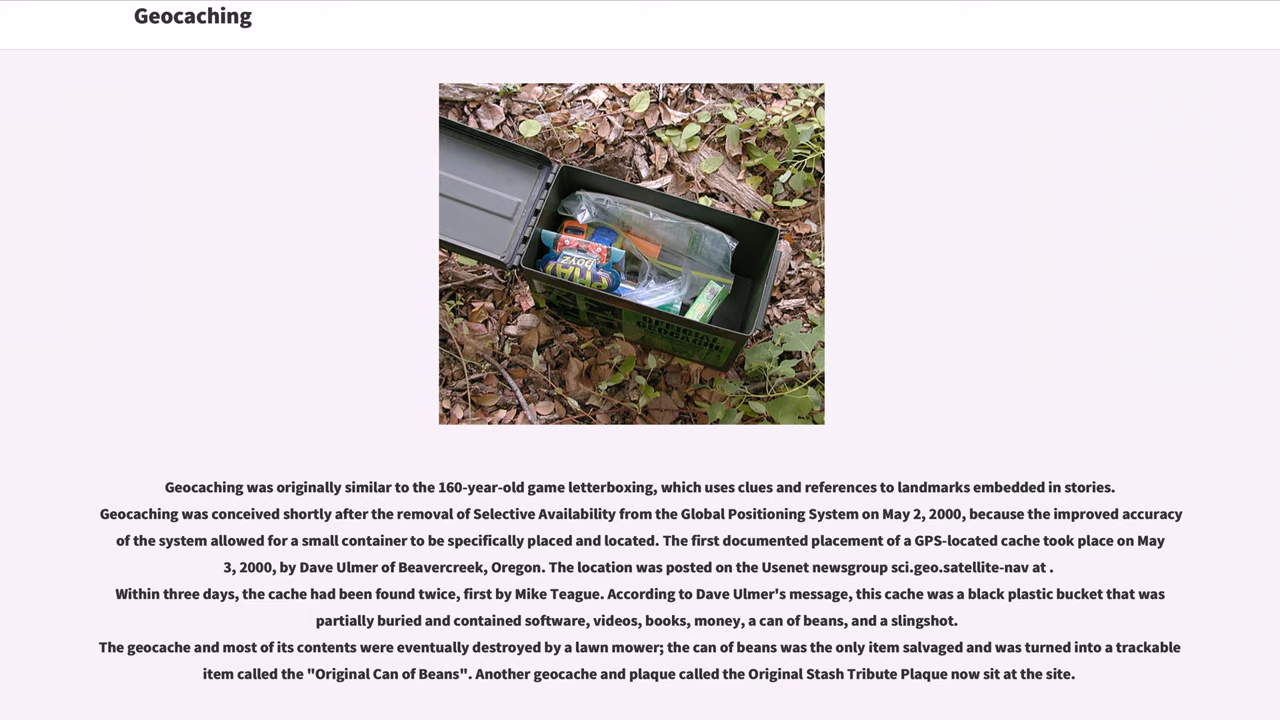 Geocaching
boyz
OFFICIAL
GEOCACHE
Geocaching was originally similar to the 160-year-old game letterboxing, which uses clues and references to landmarks embedded in stories.
Geocaching was conceived shortly after the removal of Selective Availability from the Global Positioning System on May 2, 2000, because the improved accuracy
of the system allowed for a small container to be specifically placed and located. The first documented placement of a GPS-located cache took place on May
3, 2000, by Dave Ulmer of Beavercreek, Oregon. The location was posted on the Usenet newsgroup sci.geo.satellite-nav at .
Within three days, the cache had been found twice, first by Mike Teague. According to Dave Ulmer's message, this cache was a black plastic bucket that was
partially buried and contained software, videos, books, money, a can of beans, and a slingshot.
The geocache and most of its contents were eventually destroyed by a lawn mower; the can of beans was the only item salvaged and was turned into a trackable
item called the "Original Can of Beans". Another geocache and plaque called the Original Stash Tribute Plaque now sit at the site.